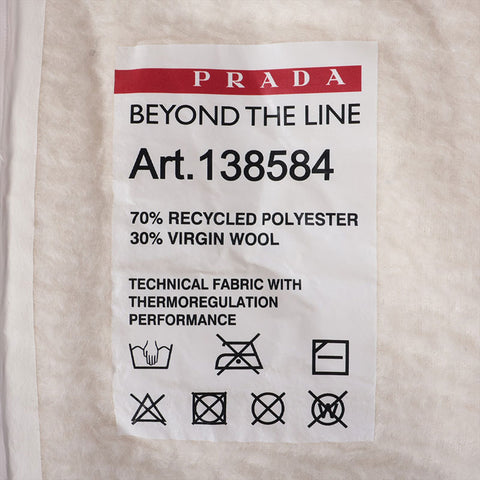 PRADA
BEYOND THE LINE
Art.138584
70% RECYCLED POLYESTER
30% VIRGIN WOOL
TECHNICAL FABRIC WITH
THERMOREGULATION
PERFORMANCE
W